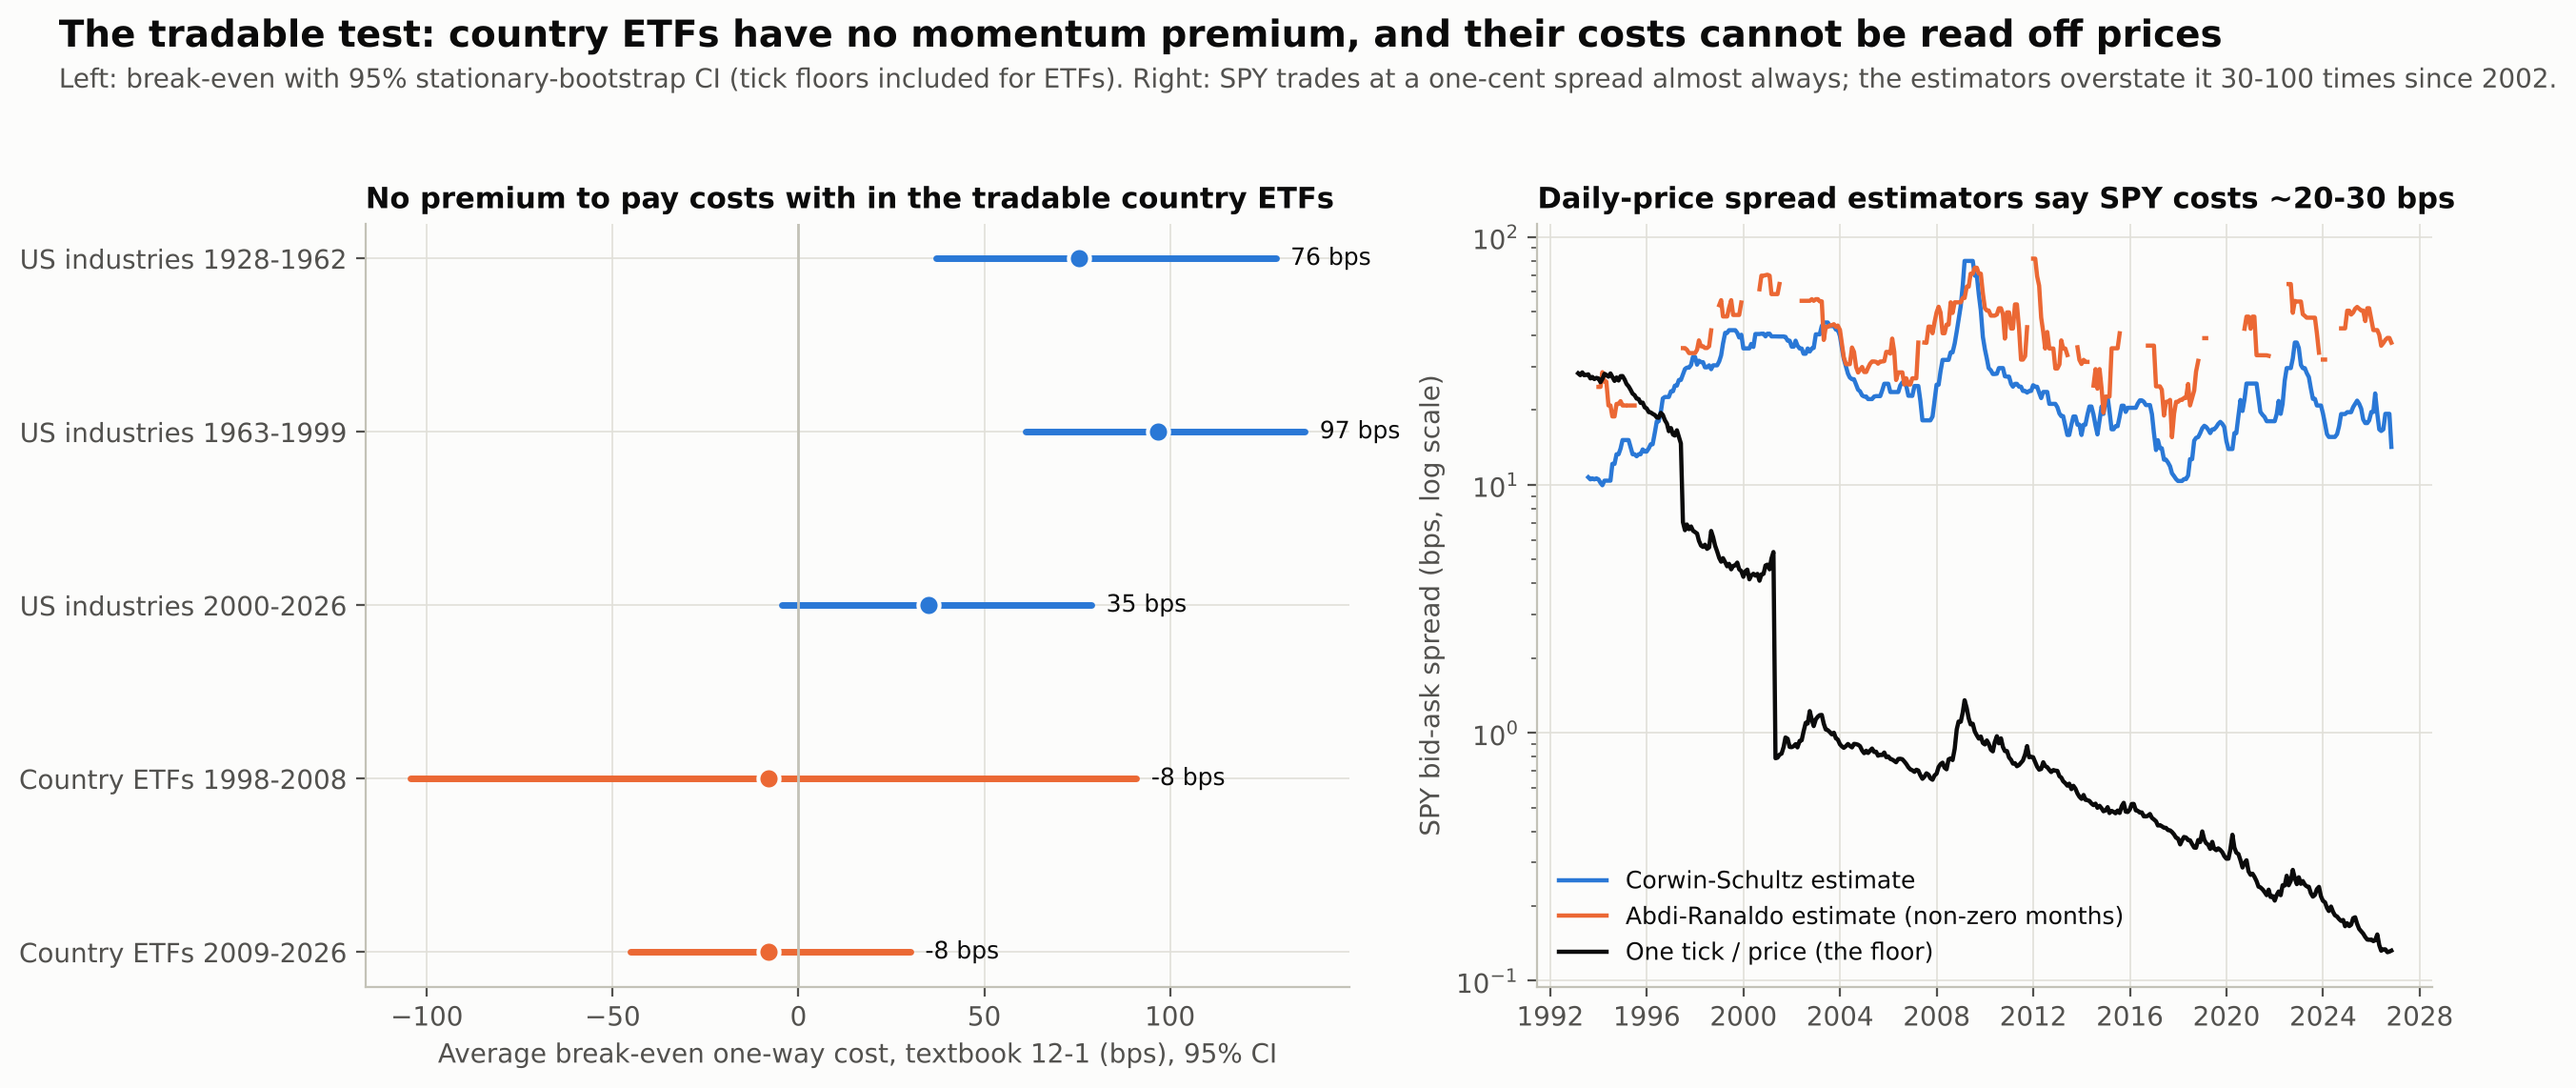 The tradable test: country ETFs have no momentum premium, and their costs cannot be read off prices
Left: break-even with 95% stationary-bootstrap CI (tick floors included for ETFs). Right: SPY trades at a one-cent spread almost always; the estimators overstate it 30-100 times since 2002.
No premium to pay costs with in the tradable country ETFs
US industries 1928-1962
76 bps
US industries 1963-1999
97 bps
US industries 2000-2026
35 bps
Country ETFs 1998-2008
-8 bps
Country ETFs 2009-2026
-8 bps
−100
−50
0
50
100
Average break-even one-way cost, textbook 12-1 (bps), 95% CI
Daily-price spread estimators say SPY costs ~20-30 bps
SPY bid-ask spread (bps, log scale)
10²
10¹
10⁰
10⁻¹
Corwin-Schultz estimate
Abdi-Ranaldo estimate (non-zero months)
One tick / price (the floor)
1992
1996
2000
2004
2008
2012
2016
2020
2024
2028